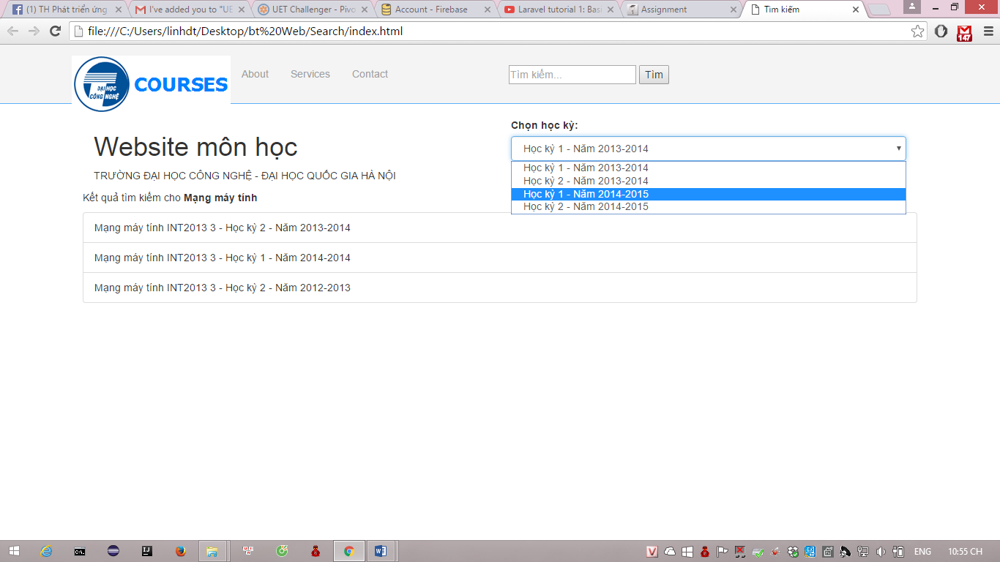 (1) TH Phát triển ứng
I've added you to "UE
UET Challenger - Pivo
Account - Firebase
Laravel tutorial 1: Basi
Assignment
Tìm kiếm
file:///C:/Users/linhdt/Desktop/bt%20Web/Search/index.html
147
ĐẠI HỌC
CÔNG NGHỆ
COURSES
About
Services
Contact
Tìm kiếm...
Tìm
Chọn học kỳ:
Website môn học
Học kỳ 1 - Năm 2013-2014
Học kỳ 1 - Năm 2013-2014
Học kỳ 2 - Năm 2013-2014
Học kỳ 1 - Năm 2014-2015
Học kỳ 2 - Năm 2014-2015
TRƯỜNG ĐẠI HỌC CÔNG NGHỆ - ĐẠI HỌC QUỐC GIA HÀ NỘI
Kết quả tìm kiếm cho Mạng máy tính
Mạng máy tính INT2013 3 - Học kỳ 2 - Năm 2013-2014
Mạng máy tính INT2013 3 - Học kỳ 1 - Năm 2014-2014
Mạng máy tính INT2013 3 - Học kỳ 2 - Năm 2012-2013
ENG
10:55 CH